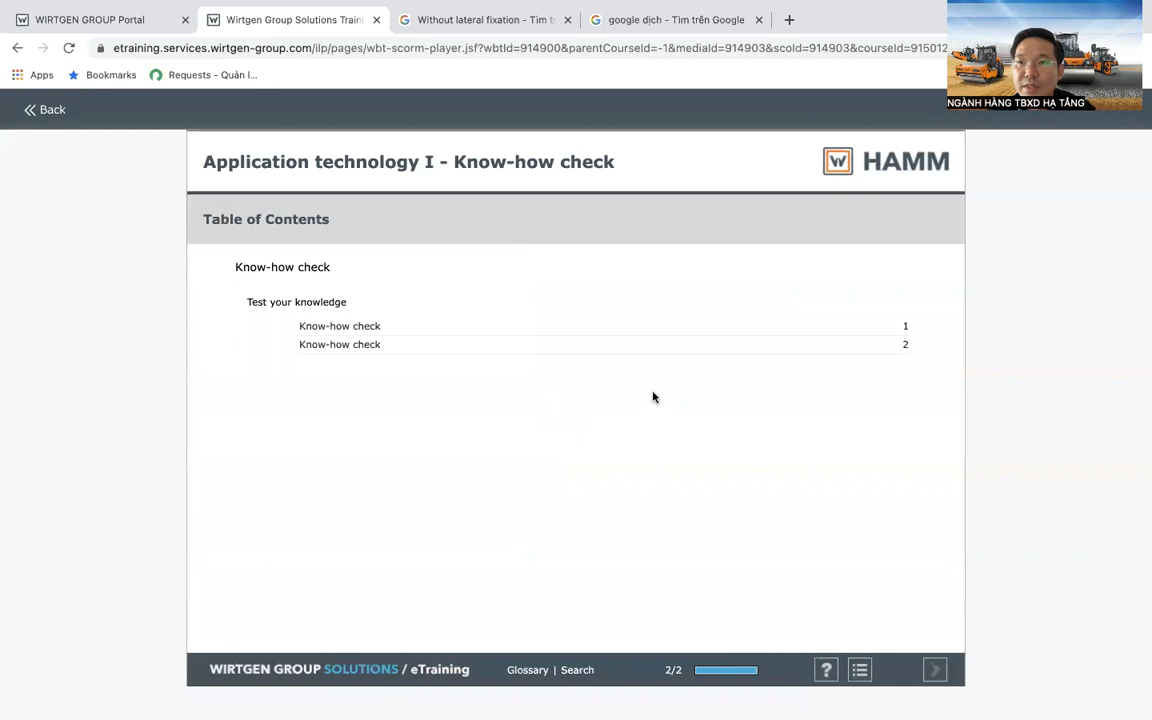 WIRTGEN GROUP Portal
Wirtgen Group Solutions Traini
Without lateral fixation - Tìm t
google dịch - Tìm trên Google
etraining.services.wirtgen-group.com/ilp/pages/wbt-scorm-player.jsf?wbtId=914900&parentCourseId=-1&mediaId=914903&scoId=914903&courseId=915012
Apps
Bookmarks
Requests - Quản l...
NGÀNH HÀNG TBXD HẠ TẦNG
Back
Application technology I - Know-how check
HAMM
Table of Contents
Know-how check
Test your knowledge
Know-how check 1
Know-how check 2
WIRTGEN GROUP SOLUTIONS / eTraining
Glossary | Search
2/2
?